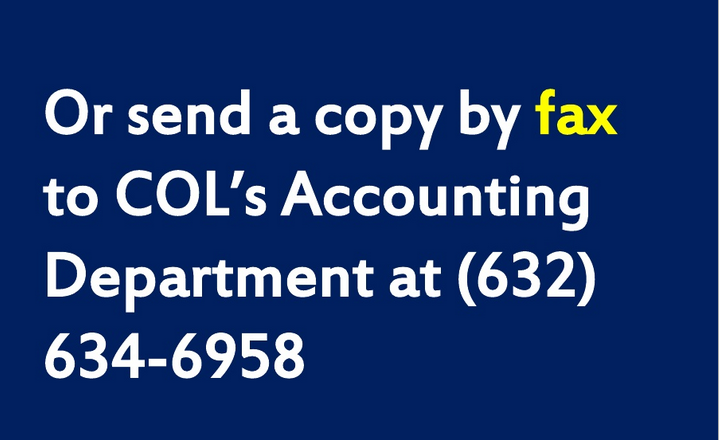 Or send a copy by fax
to COL’s Accounting
Department at (632)
634-6958